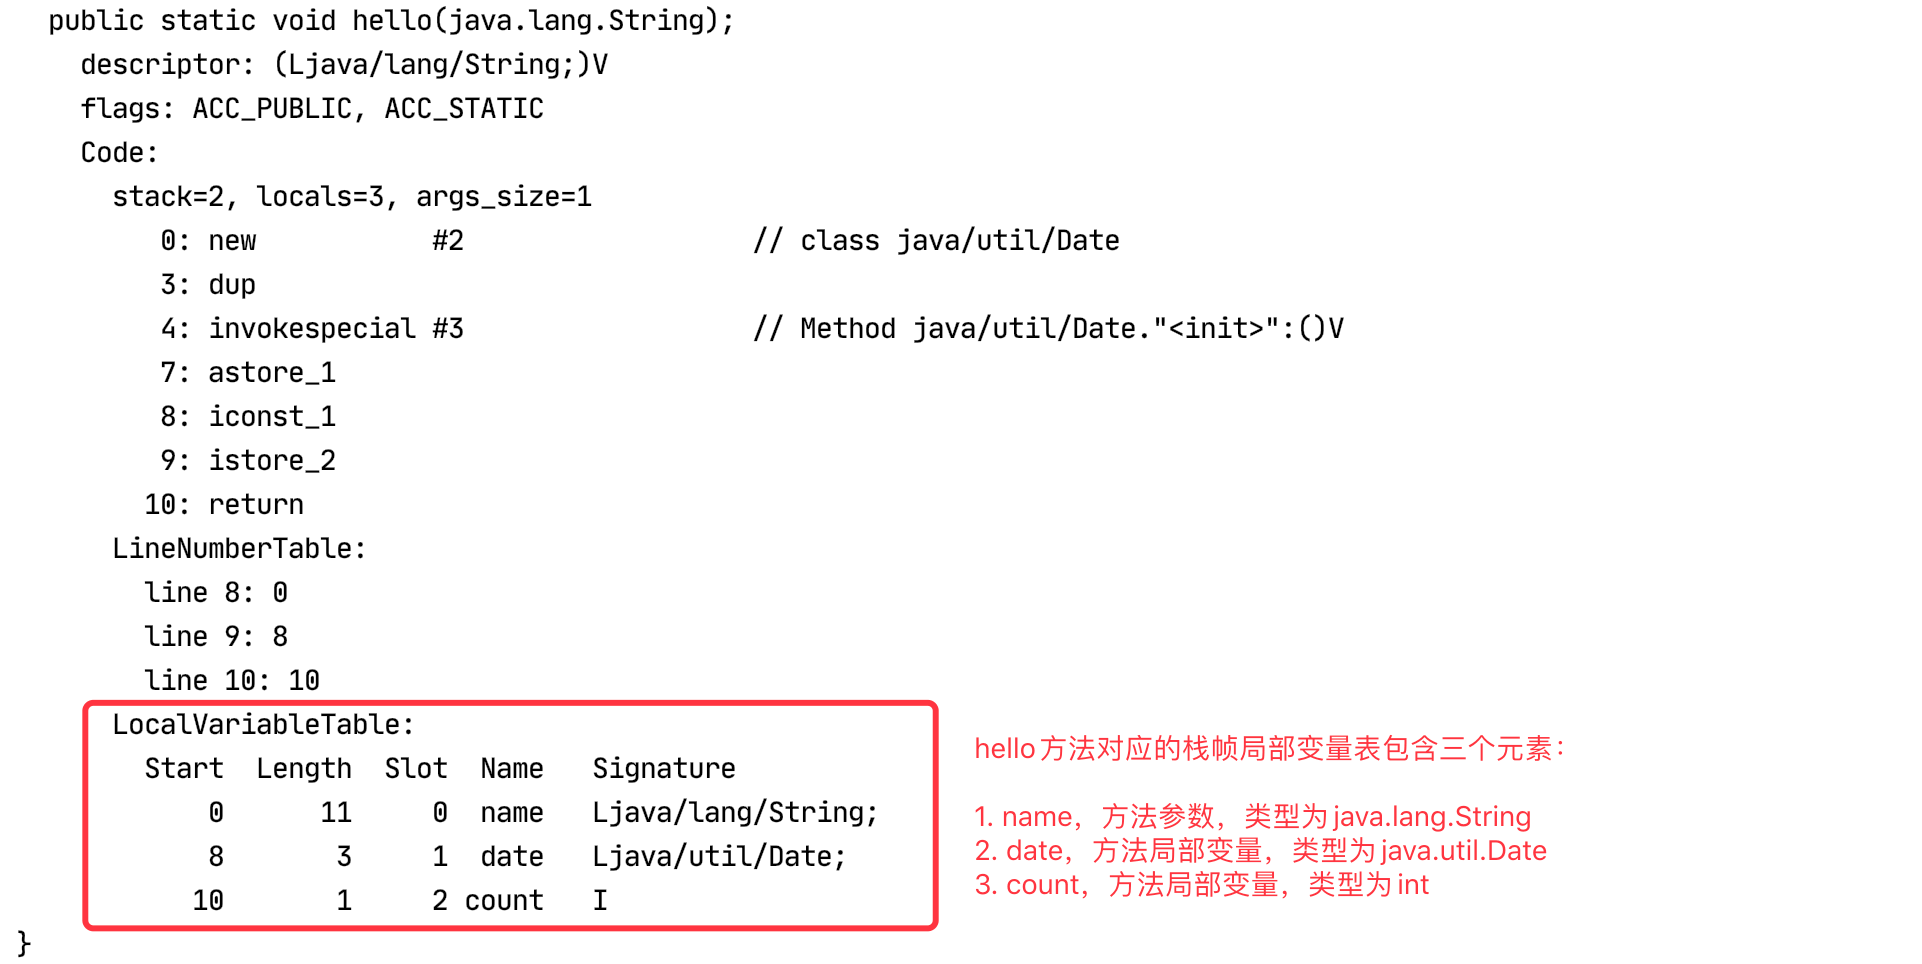 public static void hello(java.lang.String);
descriptor: (Ljava/lang/String;)V
flags: ACC_PUBLIC, ACC_STATIC
Code:
stack=2, locals=3, args_size=1
0: new #2 // class java/util/Date
3: dup
4: invokespecial #3 // Method java/util/Date."<init>":()V
7: astore_1
8: iconst_1
9: istore_2
10: return
LineNumberTable:
line 8: 0
line 9: 8
line 10: 10
LocalVariableTable:
Start Length Slot Name Signature
0 11 0 name Ljava/lang/String;
8 3 1 date Ljava/util/Date;
10 1 2 count I
}
hello方法对应的栈帧局部变量表包含三个元素：
1. name，方法参数，类型为java.lang.String
2. date，方法局部变量，类型为java.util.Date
3. count，方法局部变量，类型为int